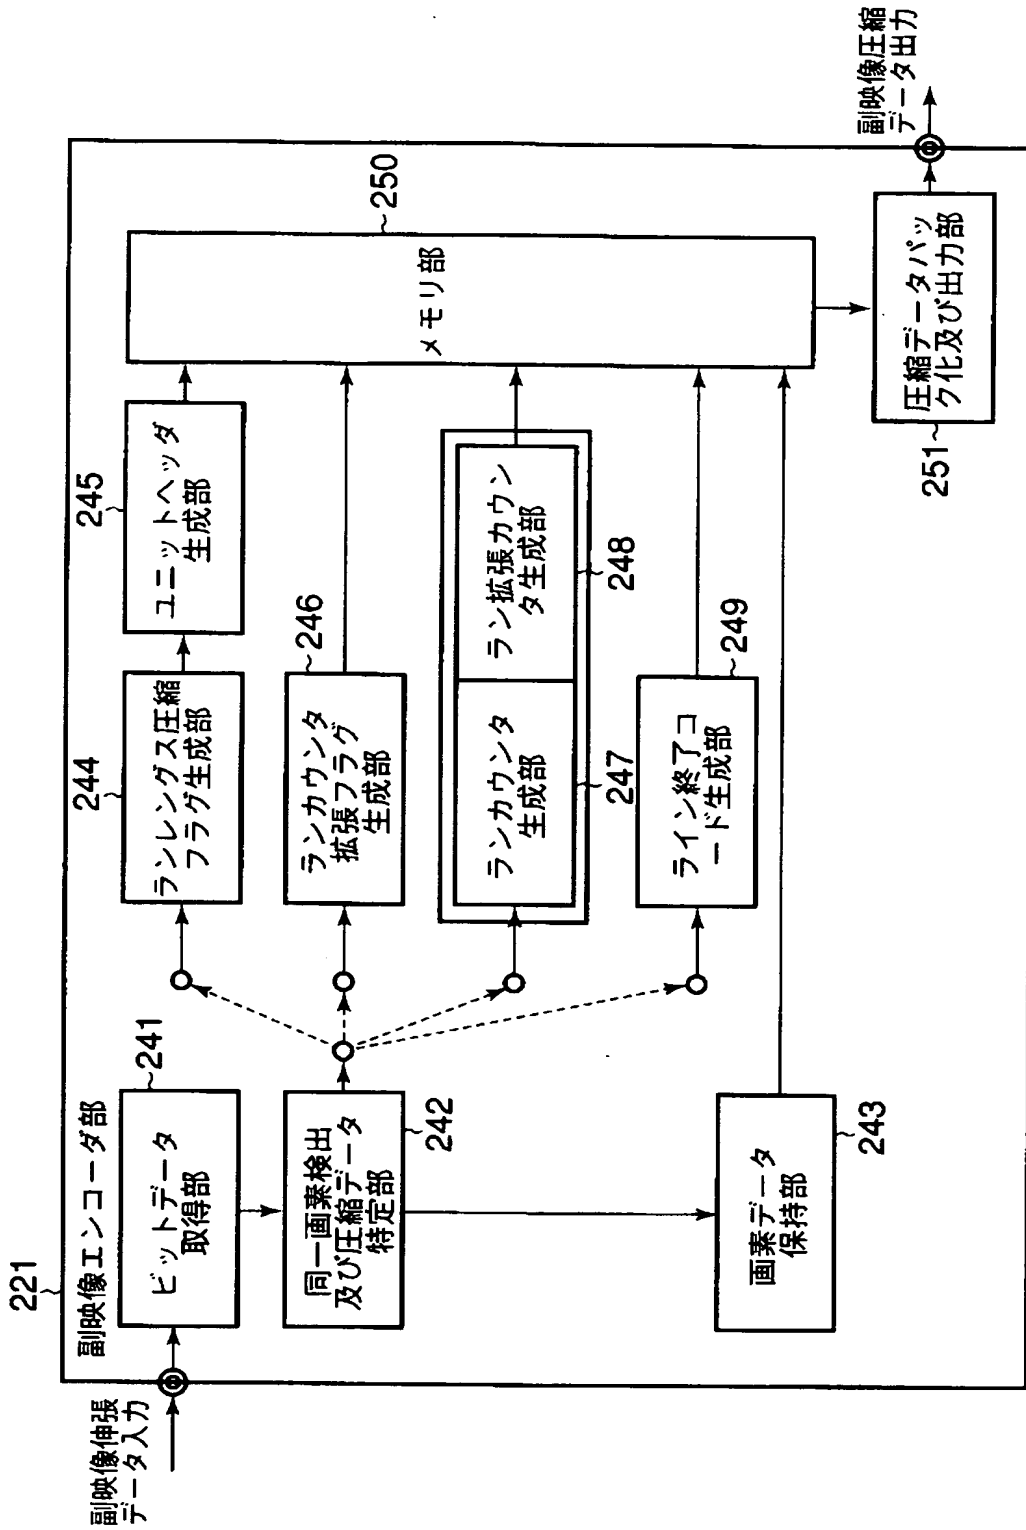 221
副映像エンコーダ部
副映像伸張
データ入力
241
ビットデータ
取得部
242
同一画素検出
及び圧縮データ
特定部
243
画素データ
保持部
244
ランレングス圧縮
フラグ生成部
245
ユニットヘッダ
生成部
246
ランカウンタ
拡張フラグ
生成部
247
ランカウンタ
生成部
248
ラン拡張カウン
タ生成部
249
ライン終了コ
ード生成部
250
メモリ部
251
圧縮データパッ
ク化及び出力部
副映像圧縮
データ出力